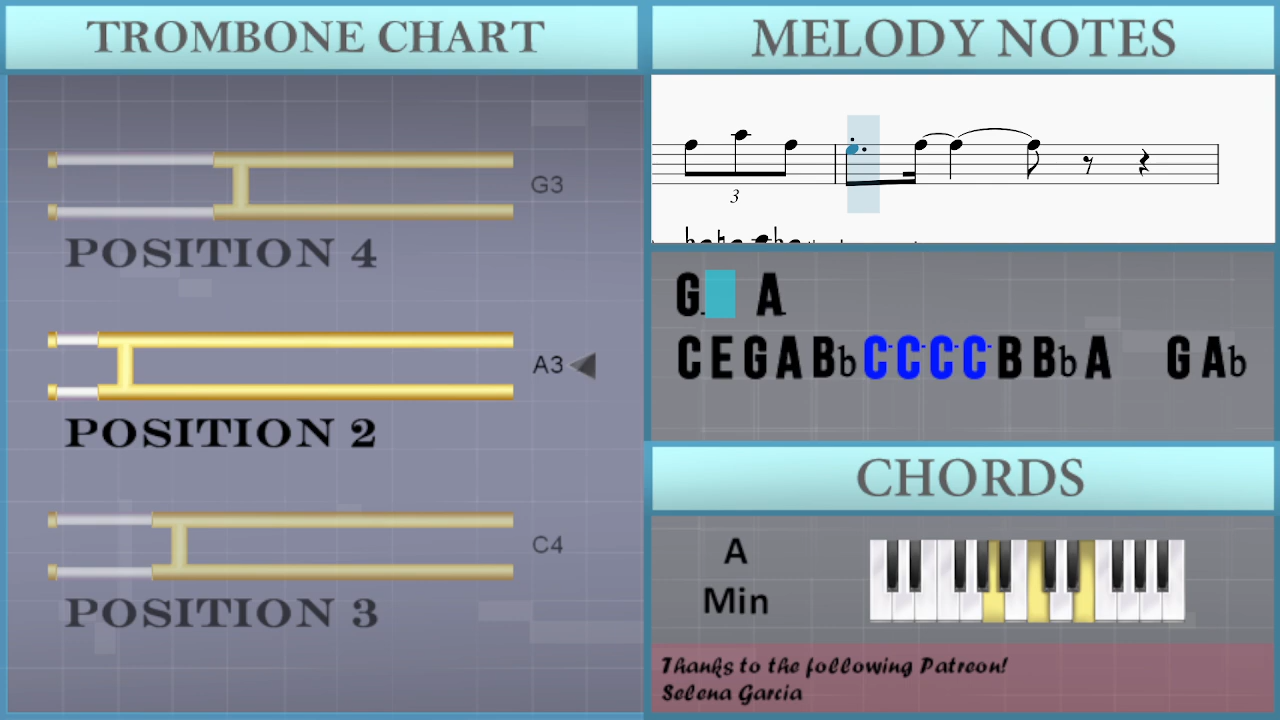 TROMBONE CHART
G3
POSITION 4
A3
POSITION 2
C4
POSITION 3
MELODY NOTES
3
G. A.
C E G A Bb C C C C B Bb A G Ab
CHORDS
A
Min
Thanks to the following Patreon!
Selena Garcia